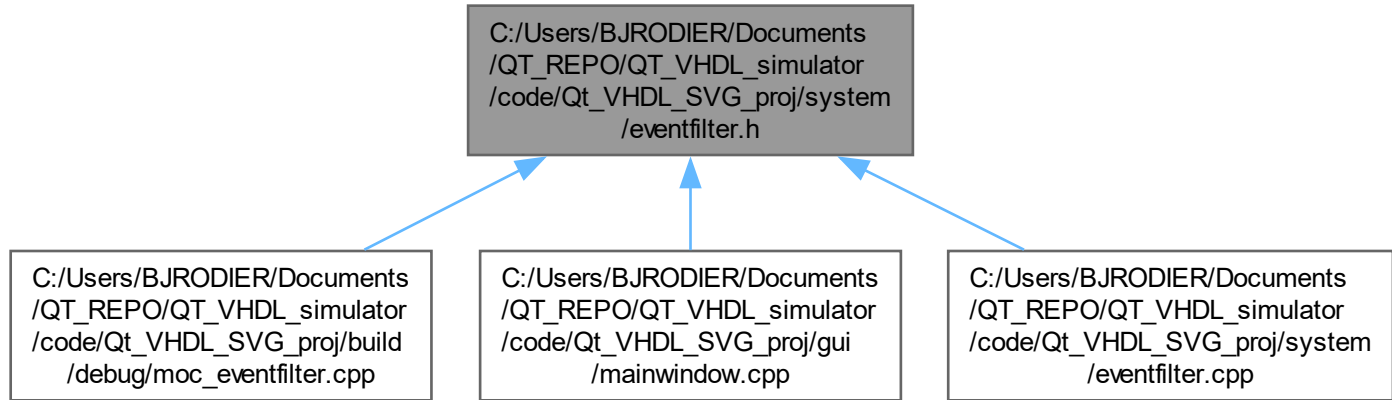 C:/Users/BJRODIER/Documents
/QT_REPO/QT_VHDL_simulator
/code/Qt_VHDL_SVG_proj/system
/eventfilter.h
C:/Users/BJRODIER/Documents
/QT_REPO/QT_VHDL_simulator
/code/Qt_VHDL_SVG_proj/build
/debug/moc_eventfilter.cpp
C:/Users/BJRODIER/Documents
/QT_REPO/QT_VHDL_simulator
/code/Qt_VHDL_SVG_proj/gui
/mainwindow.cpp
C:/Users/BJRODIER/Documents
/QT_REPO/QT_VHDL_simulator
/code/Qt_VHDL_SVG_proj/system
/eventfilter.cpp